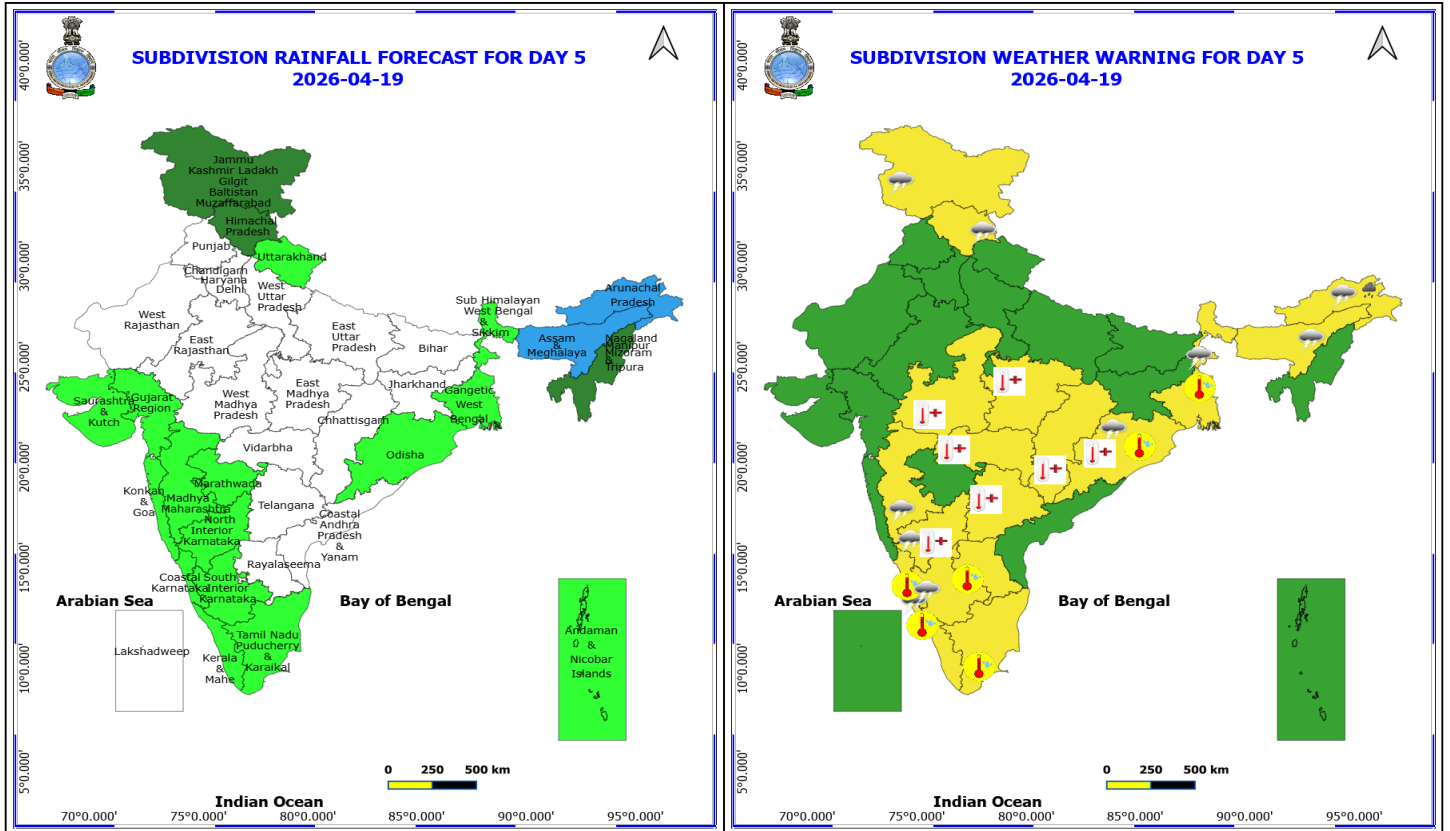 SUBDIVISION RAINFALL FORECAST FOR DAY 5
2026-04-19
40°0.000'
35°0.000'
30°0.000'
25°0.000'
20°0.000'
15°0.000'
10°0.000'
5°0.000'
Jammu
Kashmir Ladakh
Gilgit
Baltistan
Muzaffarabad
Himachal
Pradesh
Punjab
Uttarakhand
Chandigarh
Haryana
Delhi
West
Uttar
Pradesh
West
Rajasthan
East
Rajasthan
East
Uttar
Pradesh
Bihar
Sub Himalayan
West Bengal
&
Sikkim
Arunachal
Pradesh
Assam
&
Meghalaya
Nagaland
Manipur
Mizoram
&
Tripura
Saurashtra
&
Kutch
Gujarat
Region
West
Madhya
Pradesh
East
Madhya
Pradesh
Jharkhand
Gangetic
West
Bengal
Chhattisgarh
Vidarbha
Odisha
Konkan
&
Goa
Madhya
Maharashtra
Marathwada
North
Interior
Karnataka
Telangana
Coastal
Andhra
Pradesh
&
Yanam
Rayalaseema
Coastal
Karnataka
South
Interior
Karnataka
Arabian Sea
Bay of Bengal
Lakshadweep
Kerala
&
Mahe
Tamil Nadu
Puducherry
&
Karaikal
Andaman
&
Nicobar
Islands
0 250 500 km
Indian Ocean
70°0.000' 75°0.000' 80°0.000' 85°0.000' 90°0.000' 95°0.000'
SUBDIVISION WEATHER WARNING FOR DAY 5
2026-04-19
40°0.000'
35°0.000'
30°0.000'
25°0.000'
20°0.000'
15°0.000'
10°0.000'
5°0.000'
Arabian Sea
Bay of Bengal
0 250 500 km
Indian Ocean
70°0.000' 75°0.000' 80°0.000' 85°0.000' 90°0.000' 95°0.000'